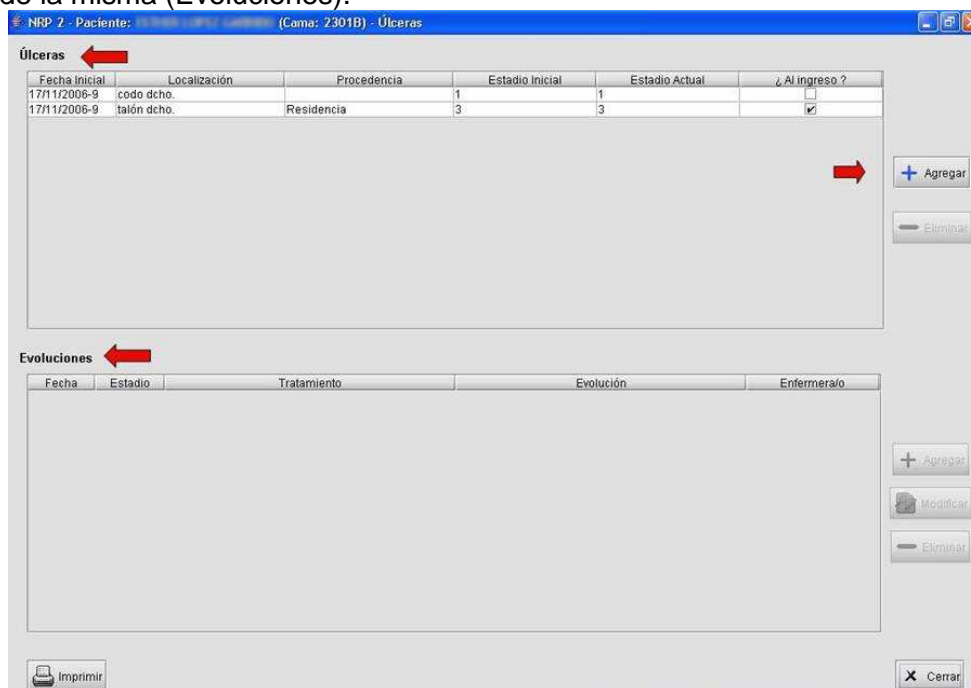 de la misma (Evoluciones).
NRP 2 - Paciente: (Cama: 2301B) - Úlceras
Úlceras
Fecha Inicial Localización Procedencia Estadio Inicial Estadio Actual ¿ Al ingreso ?
17/11/2006-9 codo dcho. 1 1
17/11/2006-9 talón dcho. Residencia 3 3
Agregar
Eliminar
Evoluciones
Fecha Estadio Tratamiento Evolución Enfermera/o
Agregar
Modificar
Eliminar
Imprimir Cerrar